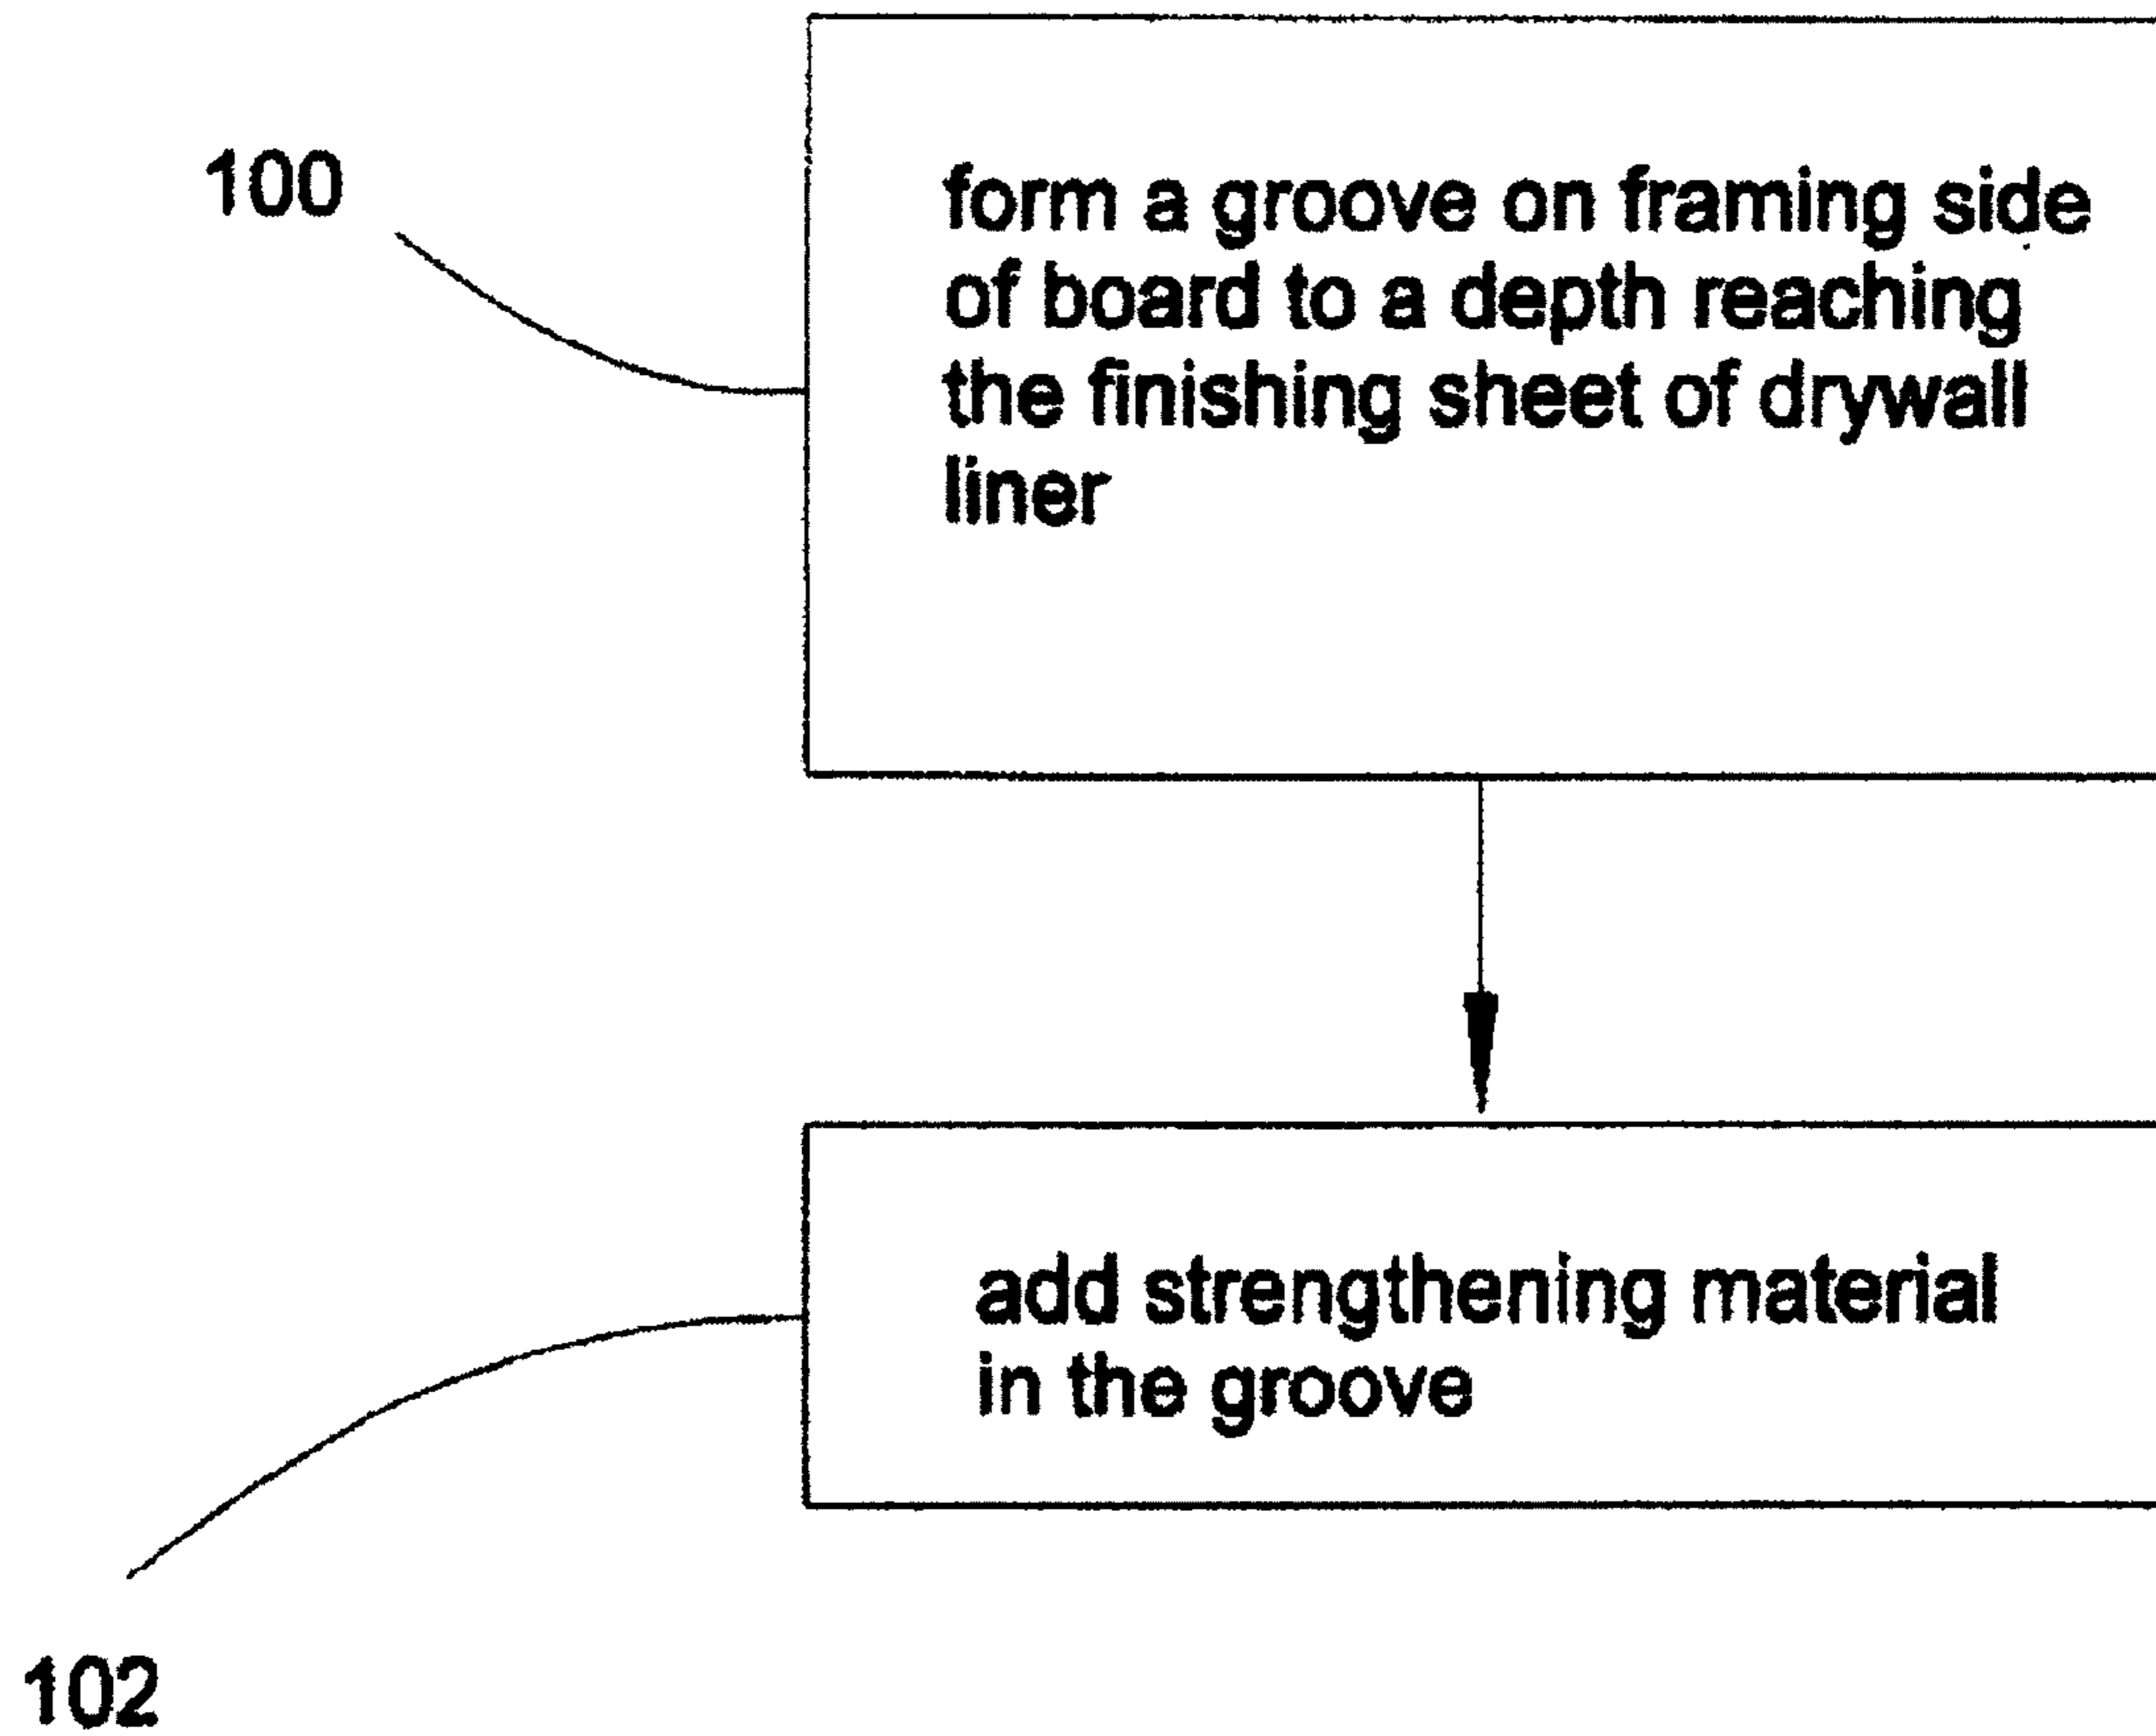 100
form a groove on framing side
of board to a depth reaching
the finishing sheet of drywall
liner
add strengthening material
in the groove
102